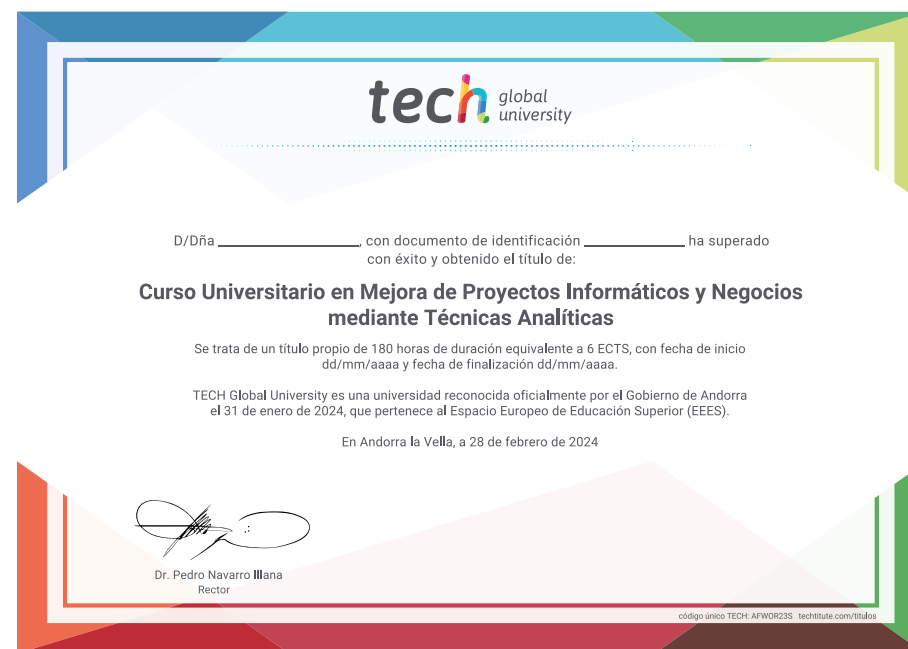 tech global
university
D/Dña ______________, con documento de identificación __________ ha superado
con éxito y obtenido el título de:
Curso Universitario en Mejora de Proyectos Informáticos y Negocios
mediante Técnicas Analíticas
Se trata de un título propio de 180 horas de duración equivalente a 6 ECTS, con fecha de inicio
dd/mm/aaaa y fecha de finalización dd/mm/aaaa.
TECH Global University es una universidad reconocida oficialmente por el Gobierno de Andorra
el 31 de enero de 2024, que pertenece al Espacio Europeo de Educación Superior (EEES).
En Andorra la Vella, a 28 de febrero de 2024
Dr. Pedro Navarro Illana
Rector
código único TECH: AFWOR23S techtitute.com/titulos